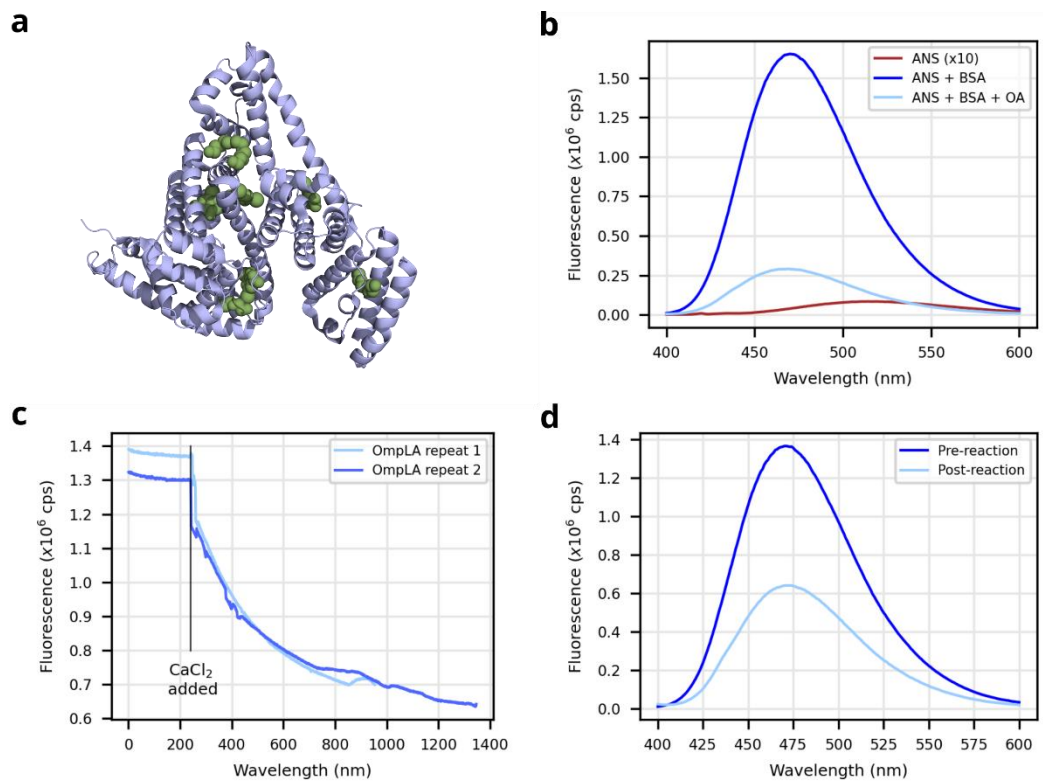 a
b
Fluorescence (x10⁶ cps)
1.50
1.25
1.00
0.75
0.50
0.25
0.00
ANS (x10)
ANS + BSA
ANS + BSA + OA
400
450
500
550
600
Wavelength (nm)
c
Fluorescence (x10⁶ cps)
1.4
1.3
1.2
1.1
1.0
0.9
0.8
0.7
0.6
OmpLA repeat 1
OmpLA repeat 2
CaCl₂
added
0
200
400
600
800
1000
1200
1400
Wavelength (nm)
d
Fluorescence (x10⁶ cps)
1.4
1.2
1.0
0.8
0.6
0.4
0.2
0.0
Pre-reaction
Post-reaction
400
425
450
475
500
525
550
575
600
Wavelength (nm)